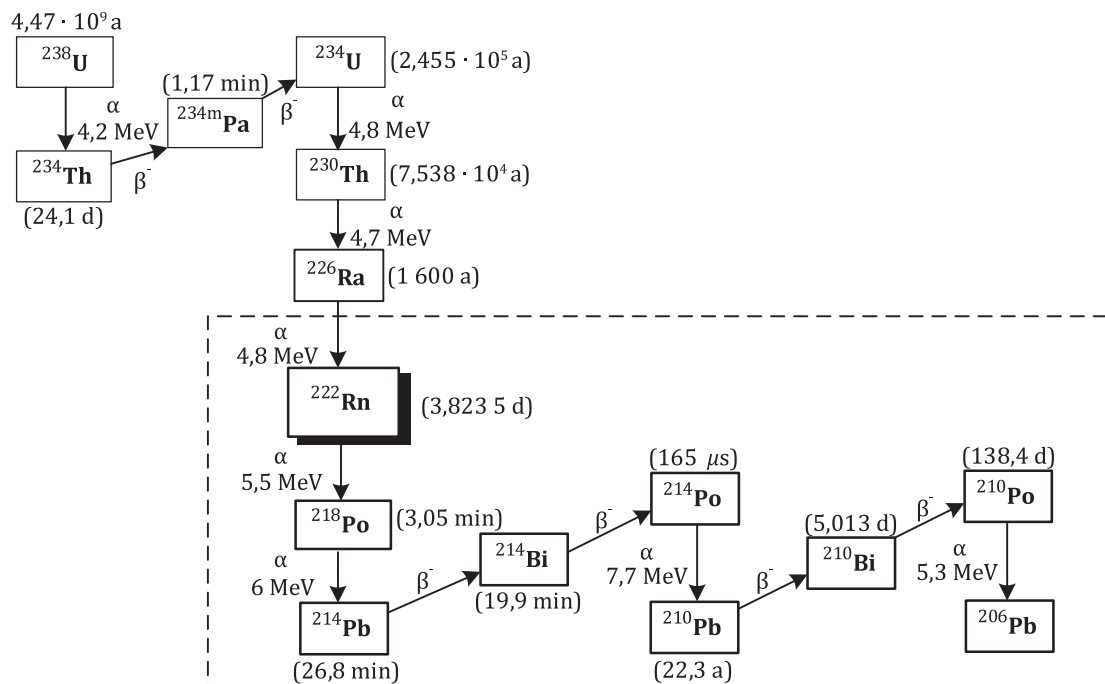 4,47 · 10⁹ a
²³⁸U
²³⁴U
(2,455 · 10⁵ a)
(1,17 min)
α
4,2 MeV
²³⁴ᵐPa
β⁻
α
4,8 MeV
²³⁴Th
β⁻
(24,1 d)
²³⁰Th
(7,538 · 10⁴ a)
α
4,7 MeV
²²⁶Ra
(1 600 a)
α
4,8 MeV
²²²Rn
(3,823 5 d)
α
5,5 MeV
²¹⁸Po
(3,05 min)
α
6 MeV
²¹⁴Pb
(26,8 min)
β⁻
²¹⁴Bi
(19,9 min)
β⁻
(165 μs)
²¹⁴Po
α
7,7 MeV
²¹⁰Pb
(22,3 a)
β⁻
(5,013 d)
²¹⁰Bi
β⁻
(138,4 d)
²¹⁰Po
α
5,3 MeV
²⁰⁶Pb